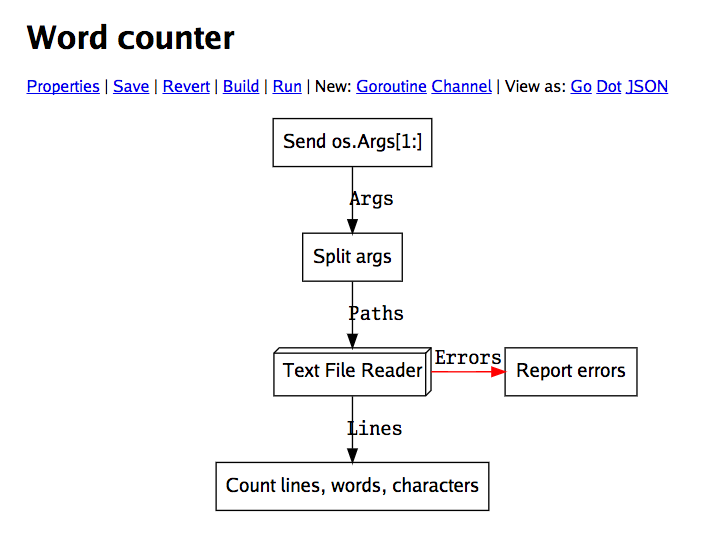 Word counter
Properties | Save | Revert | Build | Run | New: Goroutine Channel | View as: Go Dot JSON
Send os.Args[1:]
Args
Split args
Paths
Text File Reader
Errors
Report errors
Lines
Count lines, words, characters